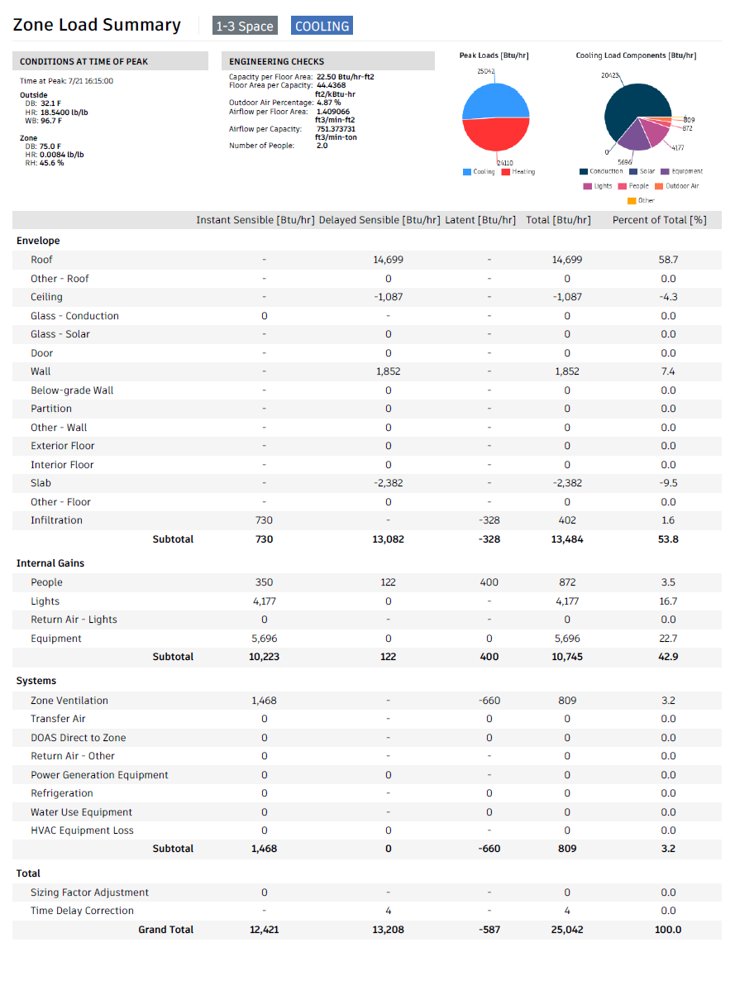 Zone Load Summary 1-3 Space COOLING
CONDITIONS AT TIME OF PEAK
Time at Peak: 7/21 16:15:00
Outside
DB: 32.1 F
HR: 18.5400 lb/lb
WB: 96.7 F
Zone
DB: 75.0 F
HR: 0.0084 lb/lb
RH: 45.6 %
ENGINEERING CHECKS
Capacity per Floor Area: 22.50 Btu/hr-ft2
Floor Area per Capacity: 44.4368
ft2/kBtu-hr
Outdoor Air Percentage: 4.87 %
Airflow per Floor Area: 1.409066
ft3/min-ft2
Airflow per Capacity: 751.373731
ft3/min-ton
Number of People: 2.0
Peak Loads [Btu/hr]
25042
24110
Cooling Heating
Cooling Load Components [Btu/hr]
20423
809
872
4177
0
5696
Conduction Solar Equipment
Lights People Outdoor Air
Other
Instant Sensible [Btu/hr] Delayed Sensible [Btu/hr] Latent [Btu/hr] Total [Btu/hr] Percent of Total [%]
Envelope
Roof - 14,699 - 14,699 58.7
Other - Roof - 0 - 0 0.0
Ceiling - -1,087 - -1,087 -4.3
Glass - Conduction 0 - - 0 0.0
Glass - Solar - 0 - 0 0.0
Door - 0 - 0 0.0
Wall - 1,852 - 1,852 7.4
Below-grade Wall - 0 - 0 0.0
Partition - 0 - 0 0.0
Other - Wall - 0 - 0 0.0
Exterior Floor - 0 - 0 0.0
Interior Floor - 0 - 0 0.0
Slab - -2,382 - -2,382 -9.5
Other - Floor - 0 - 0 0.0
Infiltration 730 - -328 402 1.6
Subtotal 730 13,082 -328 13,484 53.8
Internal Gains
People 350 122 400 872 3.5
Lights 4,177 0 - 4,177 16.7
Return Air - Lights 0 - - 0 0.0
Equipment 5,696 0 0 5,696 22.7
Subtotal 10,223 122 400 10,745 42.9
Systems
Zone Ventilation 1,468 - -660 809 3.2
Transfer Air 0 - 0 0 0.0
DOAS Direct to Zone 0 - 0 0 0.0
Return Air - Other 0 - - 0 0.0
Power Generation Equipment 0 0 - 0 0.0
Refrigeration 0 - 0 0 0.0
Water Use Equipment 0 - 0 0 0.0
HVAC Equipment Loss 0 0 - 0 0.0
Subtotal 1,468 0 -660 809 3.2
Total
Sizing Factor Adjustment 0 - - 0 0.0
Time Delay Correction - 4 - 4 0.0
Grand Total 12,421 13,208 -587 25,042 100.0